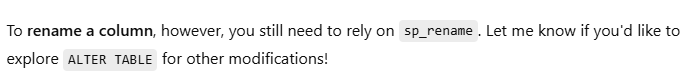 To rename a column, however, you still need to rely on sp_rename. Let me know if you'd like to
explore ALTER TABLE for other modifications!